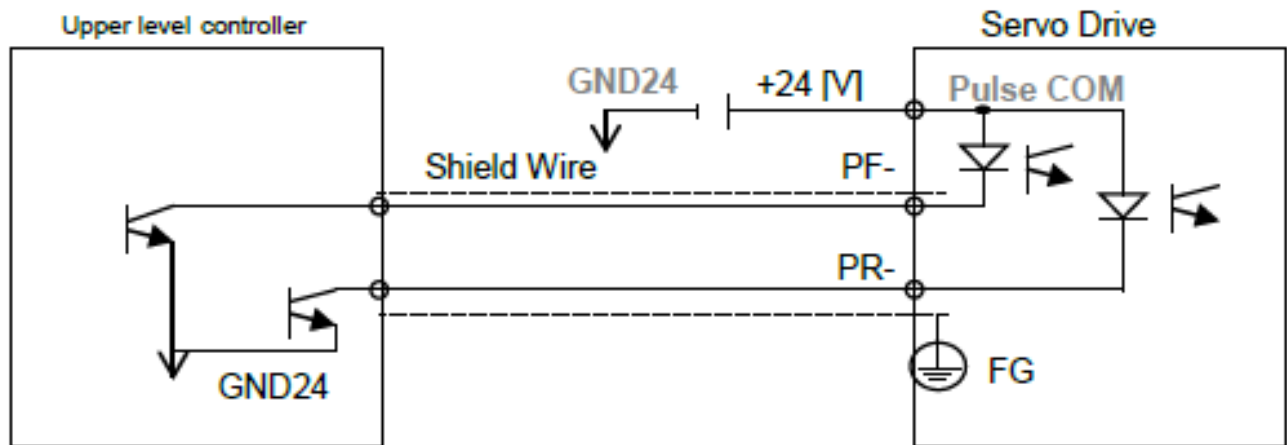 Upper level controller
Servo Drive
GND24
+24 [V]
Pulse COM
Shield Wire
PF-
PR-
GND24
FG